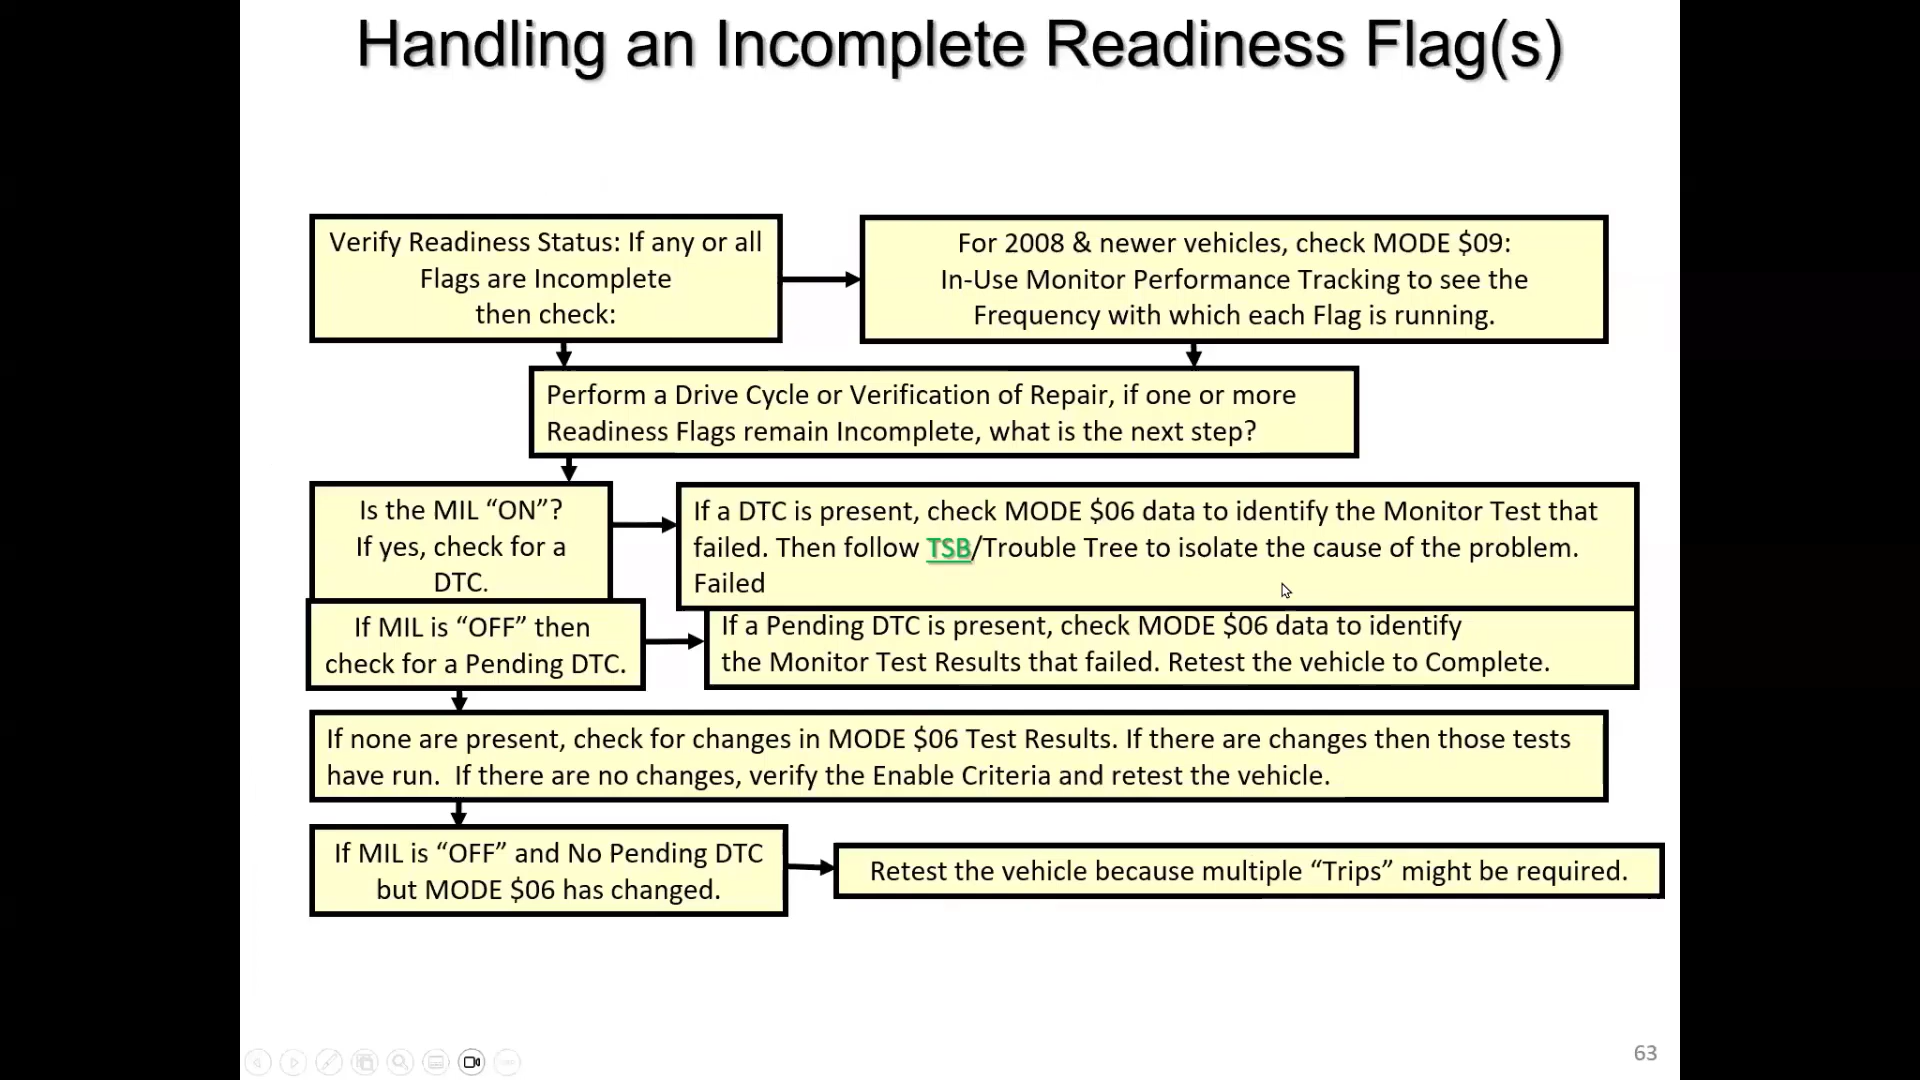 Handling an Incomplete Readiness Flag(s)
Verify Readiness Status: If any or all
Flags are Incomplete
then check:
For 2008 & newer vehicles, check MODE $09:
In-Use Monitor Performance Tracking to see the
Frequency with which each Flag is running.
Perform a Drive Cycle or Verification of Repair, if one or more
Readiness Flags remain Incomplete, what is the next step?
Is the MIL “ON”?
If yes, check for a
DTC.
If a DTC is present, check MODE $06 data to identify the Monitor Test that
failed. Then follow TSB/Trouble Tree to isolate the cause of the problem.
Failed
If MIL is “OFF” then
check for a Pending DTC.
If a Pending DTC is present, check MODE $06 data to identify
the Monitor Test Results that failed. Retest the vehicle to Complete.
If none are present, check for changes in MODE $06 Test Results. If there are changes then those tests
have run.  If there are no changes, verify the Enable Criteria and retest the vehicle.
If MIL is “OFF” and No Pending DTC
but MODE $06 has changed.
Retest the vehicle because multiple “Trips” might be required.
63